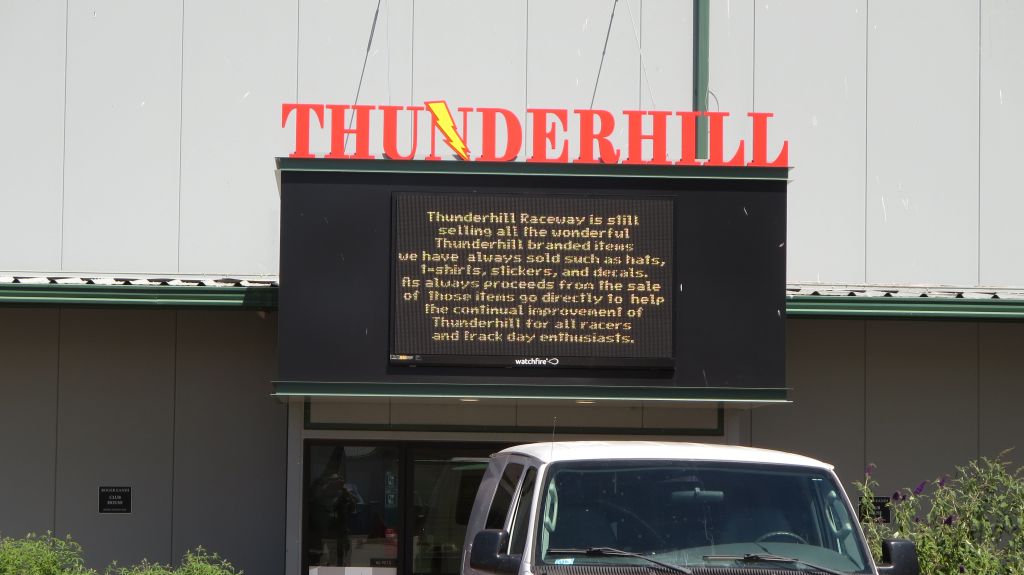 THUNDERHILL
Thunderhill Raceway is still
selling all the wonderful
Thunderhill branded items
we have always sold such as hats,
t-shirts, stickers, and decals.
As always proceeds from the sale
of those items go directly to help
the continual improvement of
Thunderhill for all racers
and track day enthusiasts.
watchfire
CLUB
HOUSE